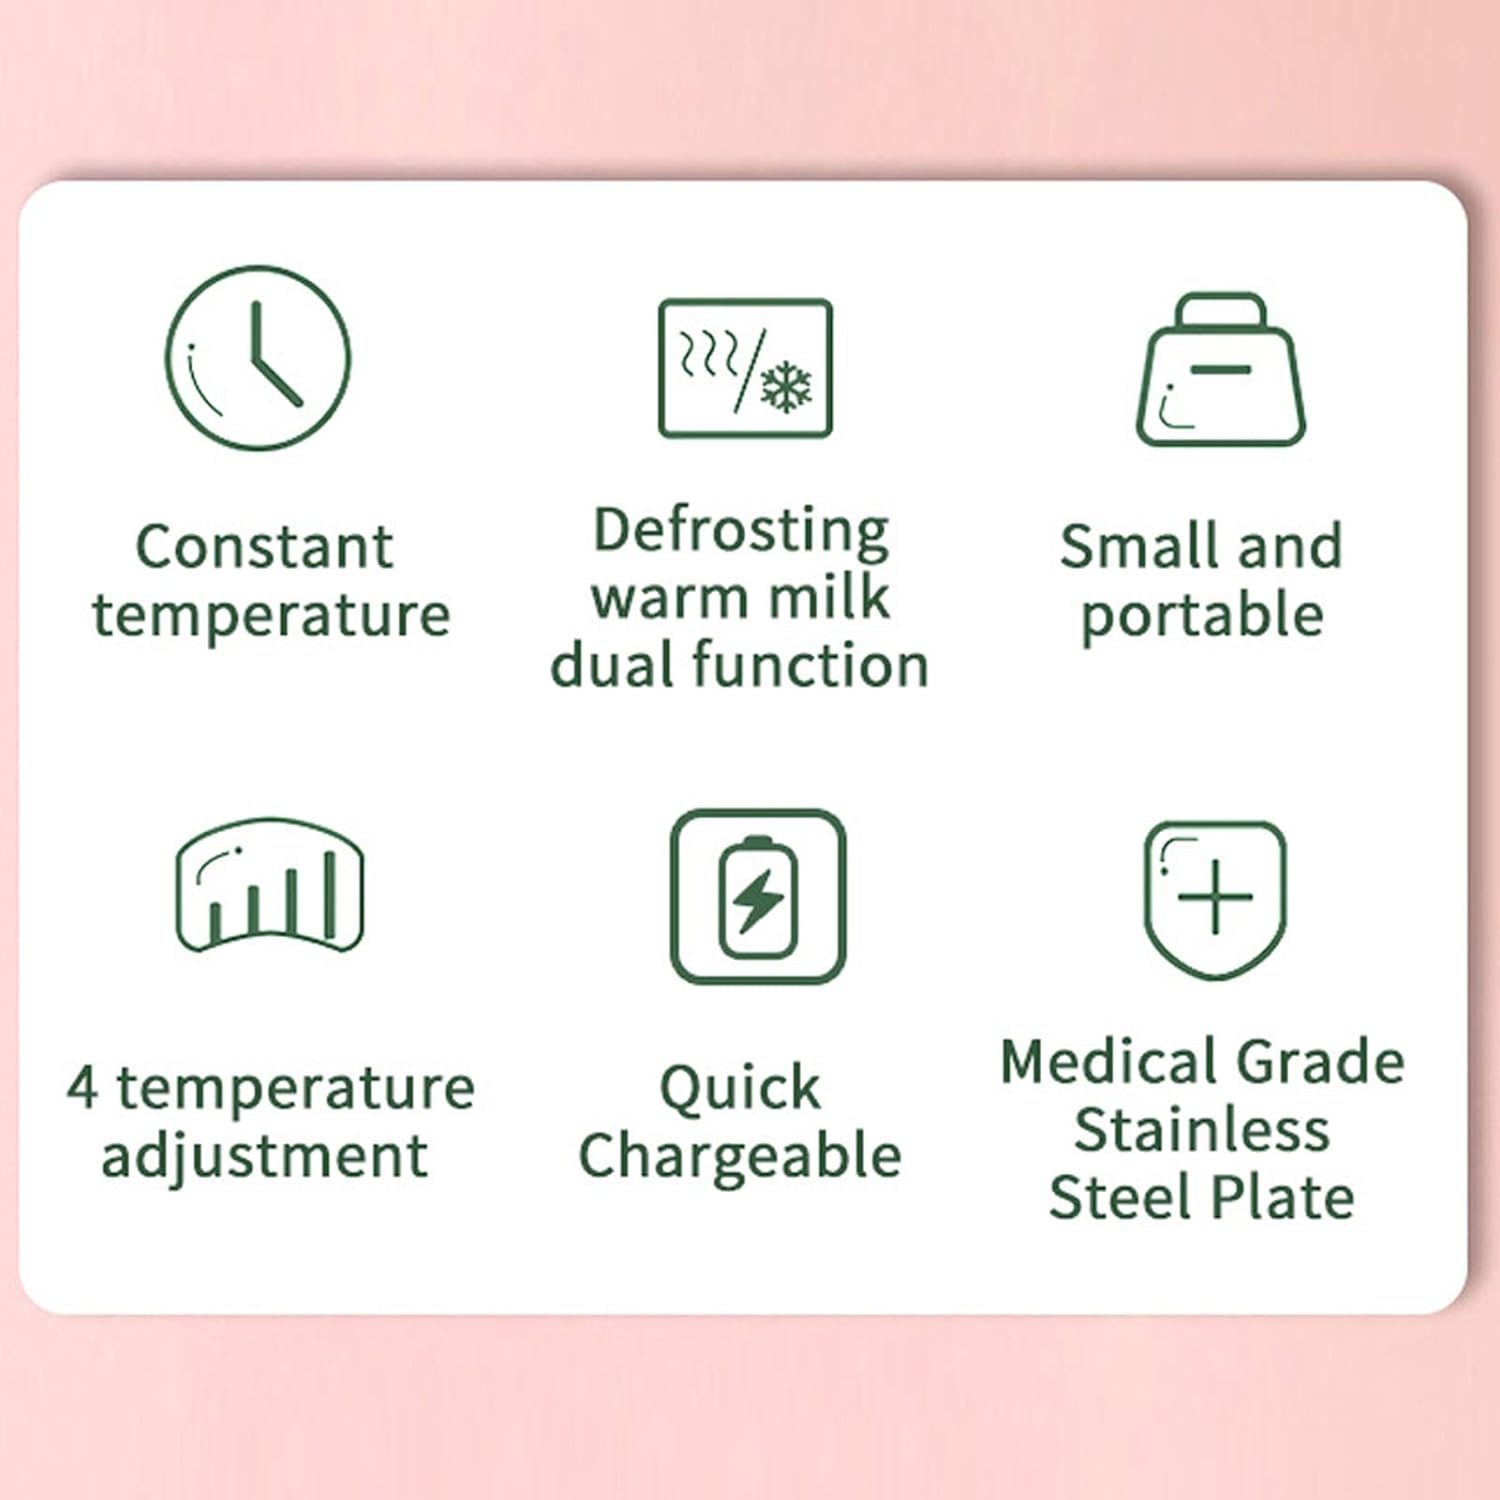 Constant
temperature
Defrosting
warm milk
dual function
Small and
portable
4 temperature
adjustment
Quick
Chargeable
Medical Grade
Stainless
Steel Plate